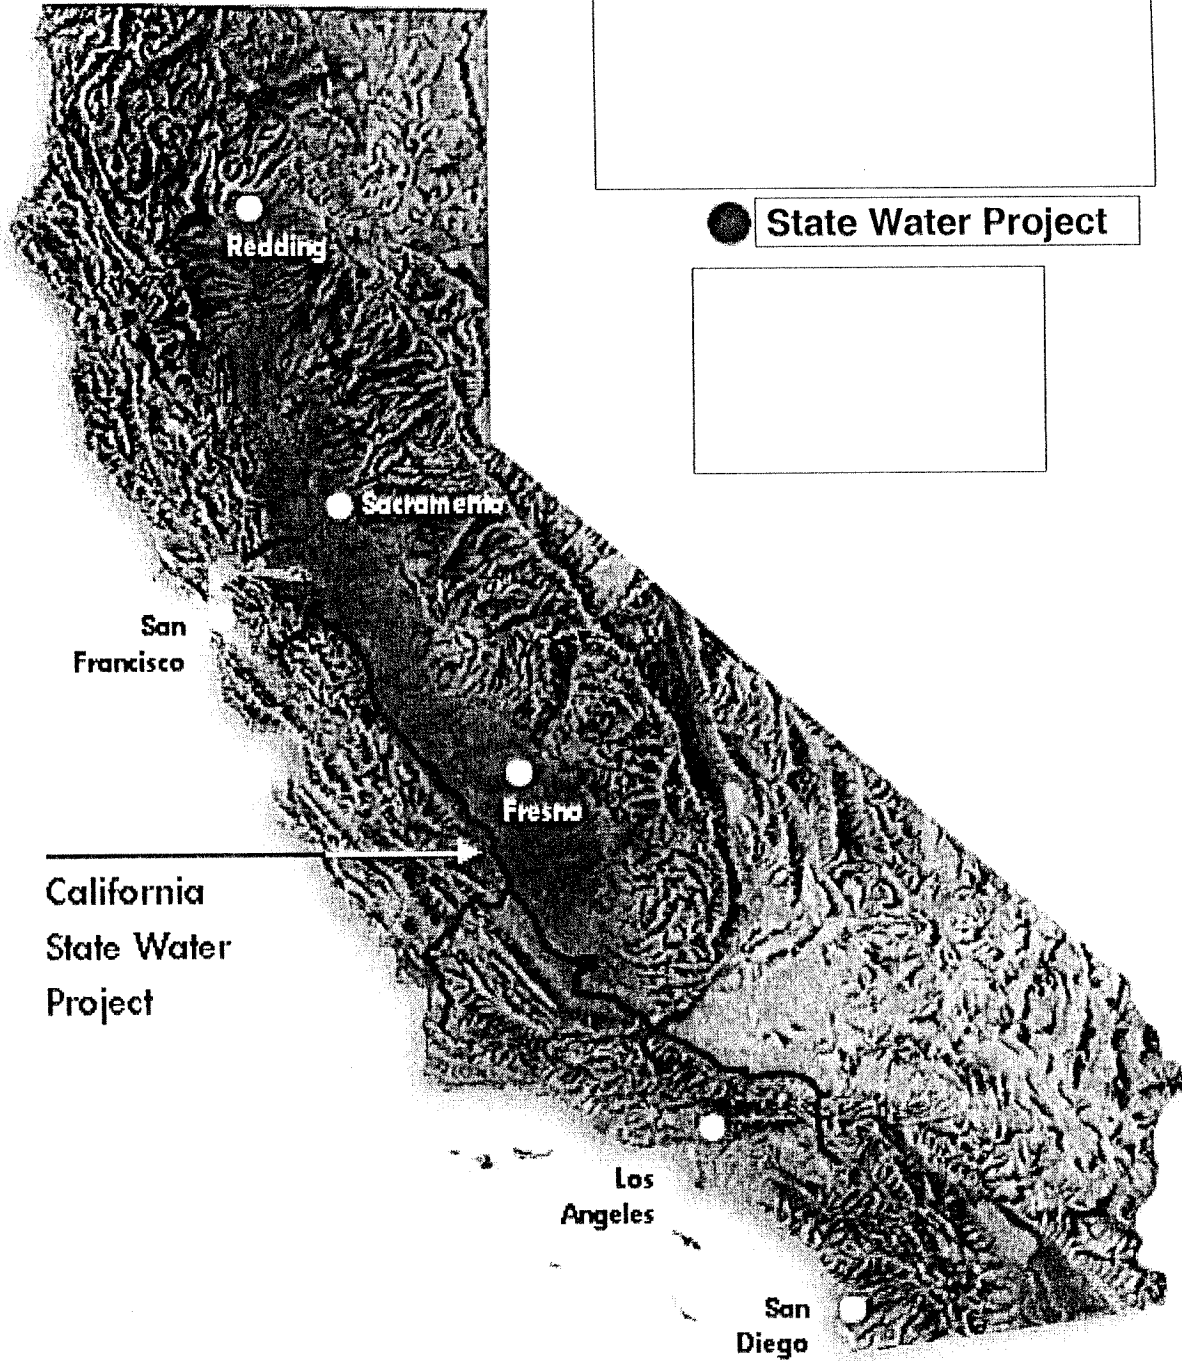 State Water Project
Redding
Sacramento
San
Francisco
Fresno
California
State Water
Project
Los
Angeles
San
Diego